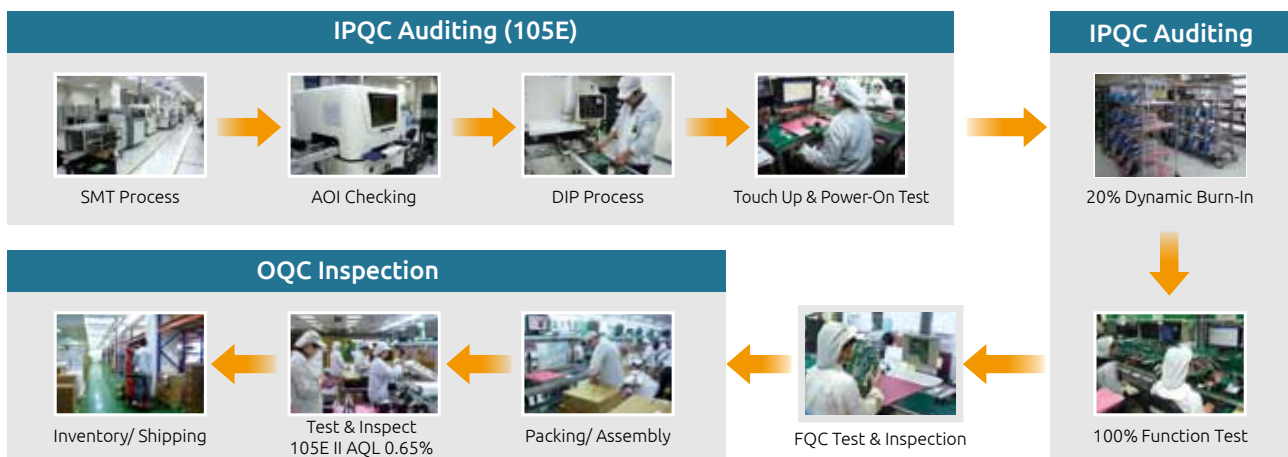 IPQC Auditing (105E)
SMT Process
AOI Checking
DIP Process
Touch Up & Power-On Test
IPQC Auditing
20% Dynamic Burn-In
100% Function Test
FQC Test & Inspection
OQC Inspection
Packing/ Assembly
Test & Inspect
105E II AQL 0.65%
Inventory/ Shipping